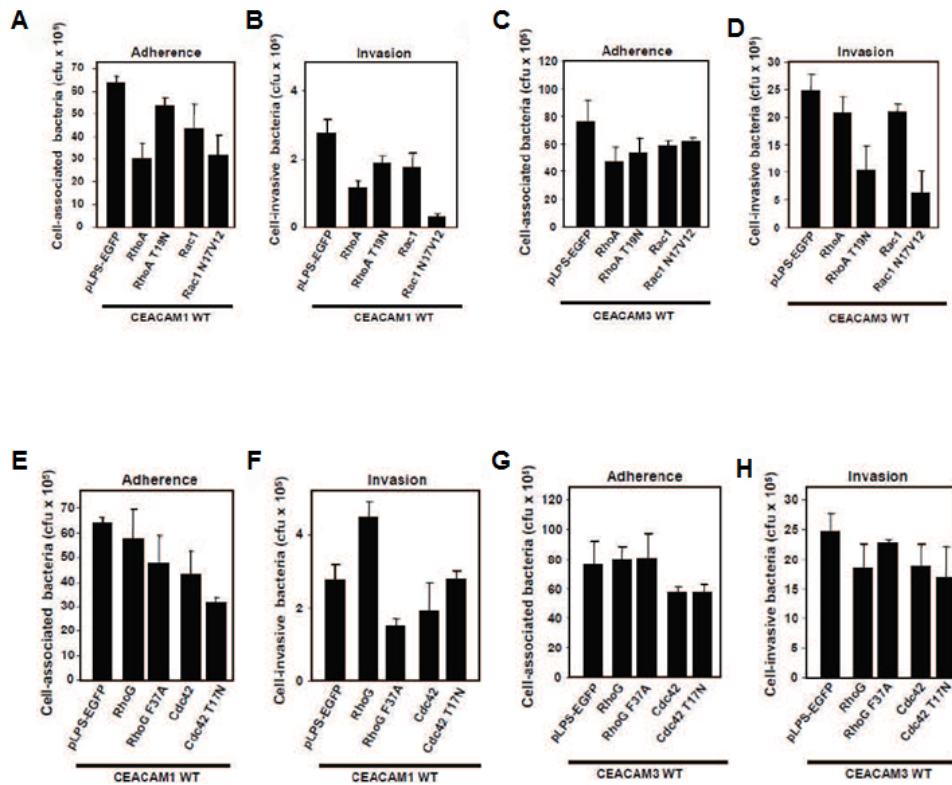 A
Adherence
Cell-associated bacteria (cfu x 10⁵)
70
60
50
40
30
20
10
0
pLPS-EGFP
RhoA
RhoA T19N
Rac1
Rac1 N17V12
CEACAM1 WT
B
Invasion
Cell-invasive bacteria (cfu x 10⁵)
4
2
0
pLPS-EGFP
RhoA
RhoA T19N
Rac1
Rac1 N17V12
CEACAM1 WT
C
Adherence
Cell-associated bacteria (cfu x 10⁵)
120
100
80
60
40
20
0
pLPS-EGFP
RhoA
RhoA T19N
Rac1
Rac1 N17V12
CEACAM3 WT
D
Invasion
Cell-invasive bacteria (cfu x 10⁵)
30
25
20
15
10
5
0
pLPS-EGFP
RhoA
RhoA T19N
Rac1
Rac1 N17V12
CEACAM3 WT
E
Adherence
Cell-associated bacteria (cfu x 10⁵)
70
60
50
40
30
20
10
0
pLPS-EGFP
RhoG
RhoG F37A
Cdc42
Cdc42 T17N
CEACAM1 WT
F
Invasion
Cell-invasive bacteria (cfu x 10⁵)
4
2
0
pLPS-EGFP
RhoG
RhoG F37A
Cdc42
Cdc42 T17N
CEACAM1 WT
G
Adherence
Cell-associated bacteria (cfu x 10⁵)
120
100
80
60
40
20
0
pLPS-EGFP
RhoG
RhoG F37A
Cdc42
Cdc42 T17N
CEACAM3 WT
H
Invasion
Cell-invasive bacteria (cfu x 10⁵)
30
25
20
15
10
5
0
pLPS-EGFP
RhoG
RhoG F37A
Cdc42
Cdc42 T17N
CEACAM3 WT